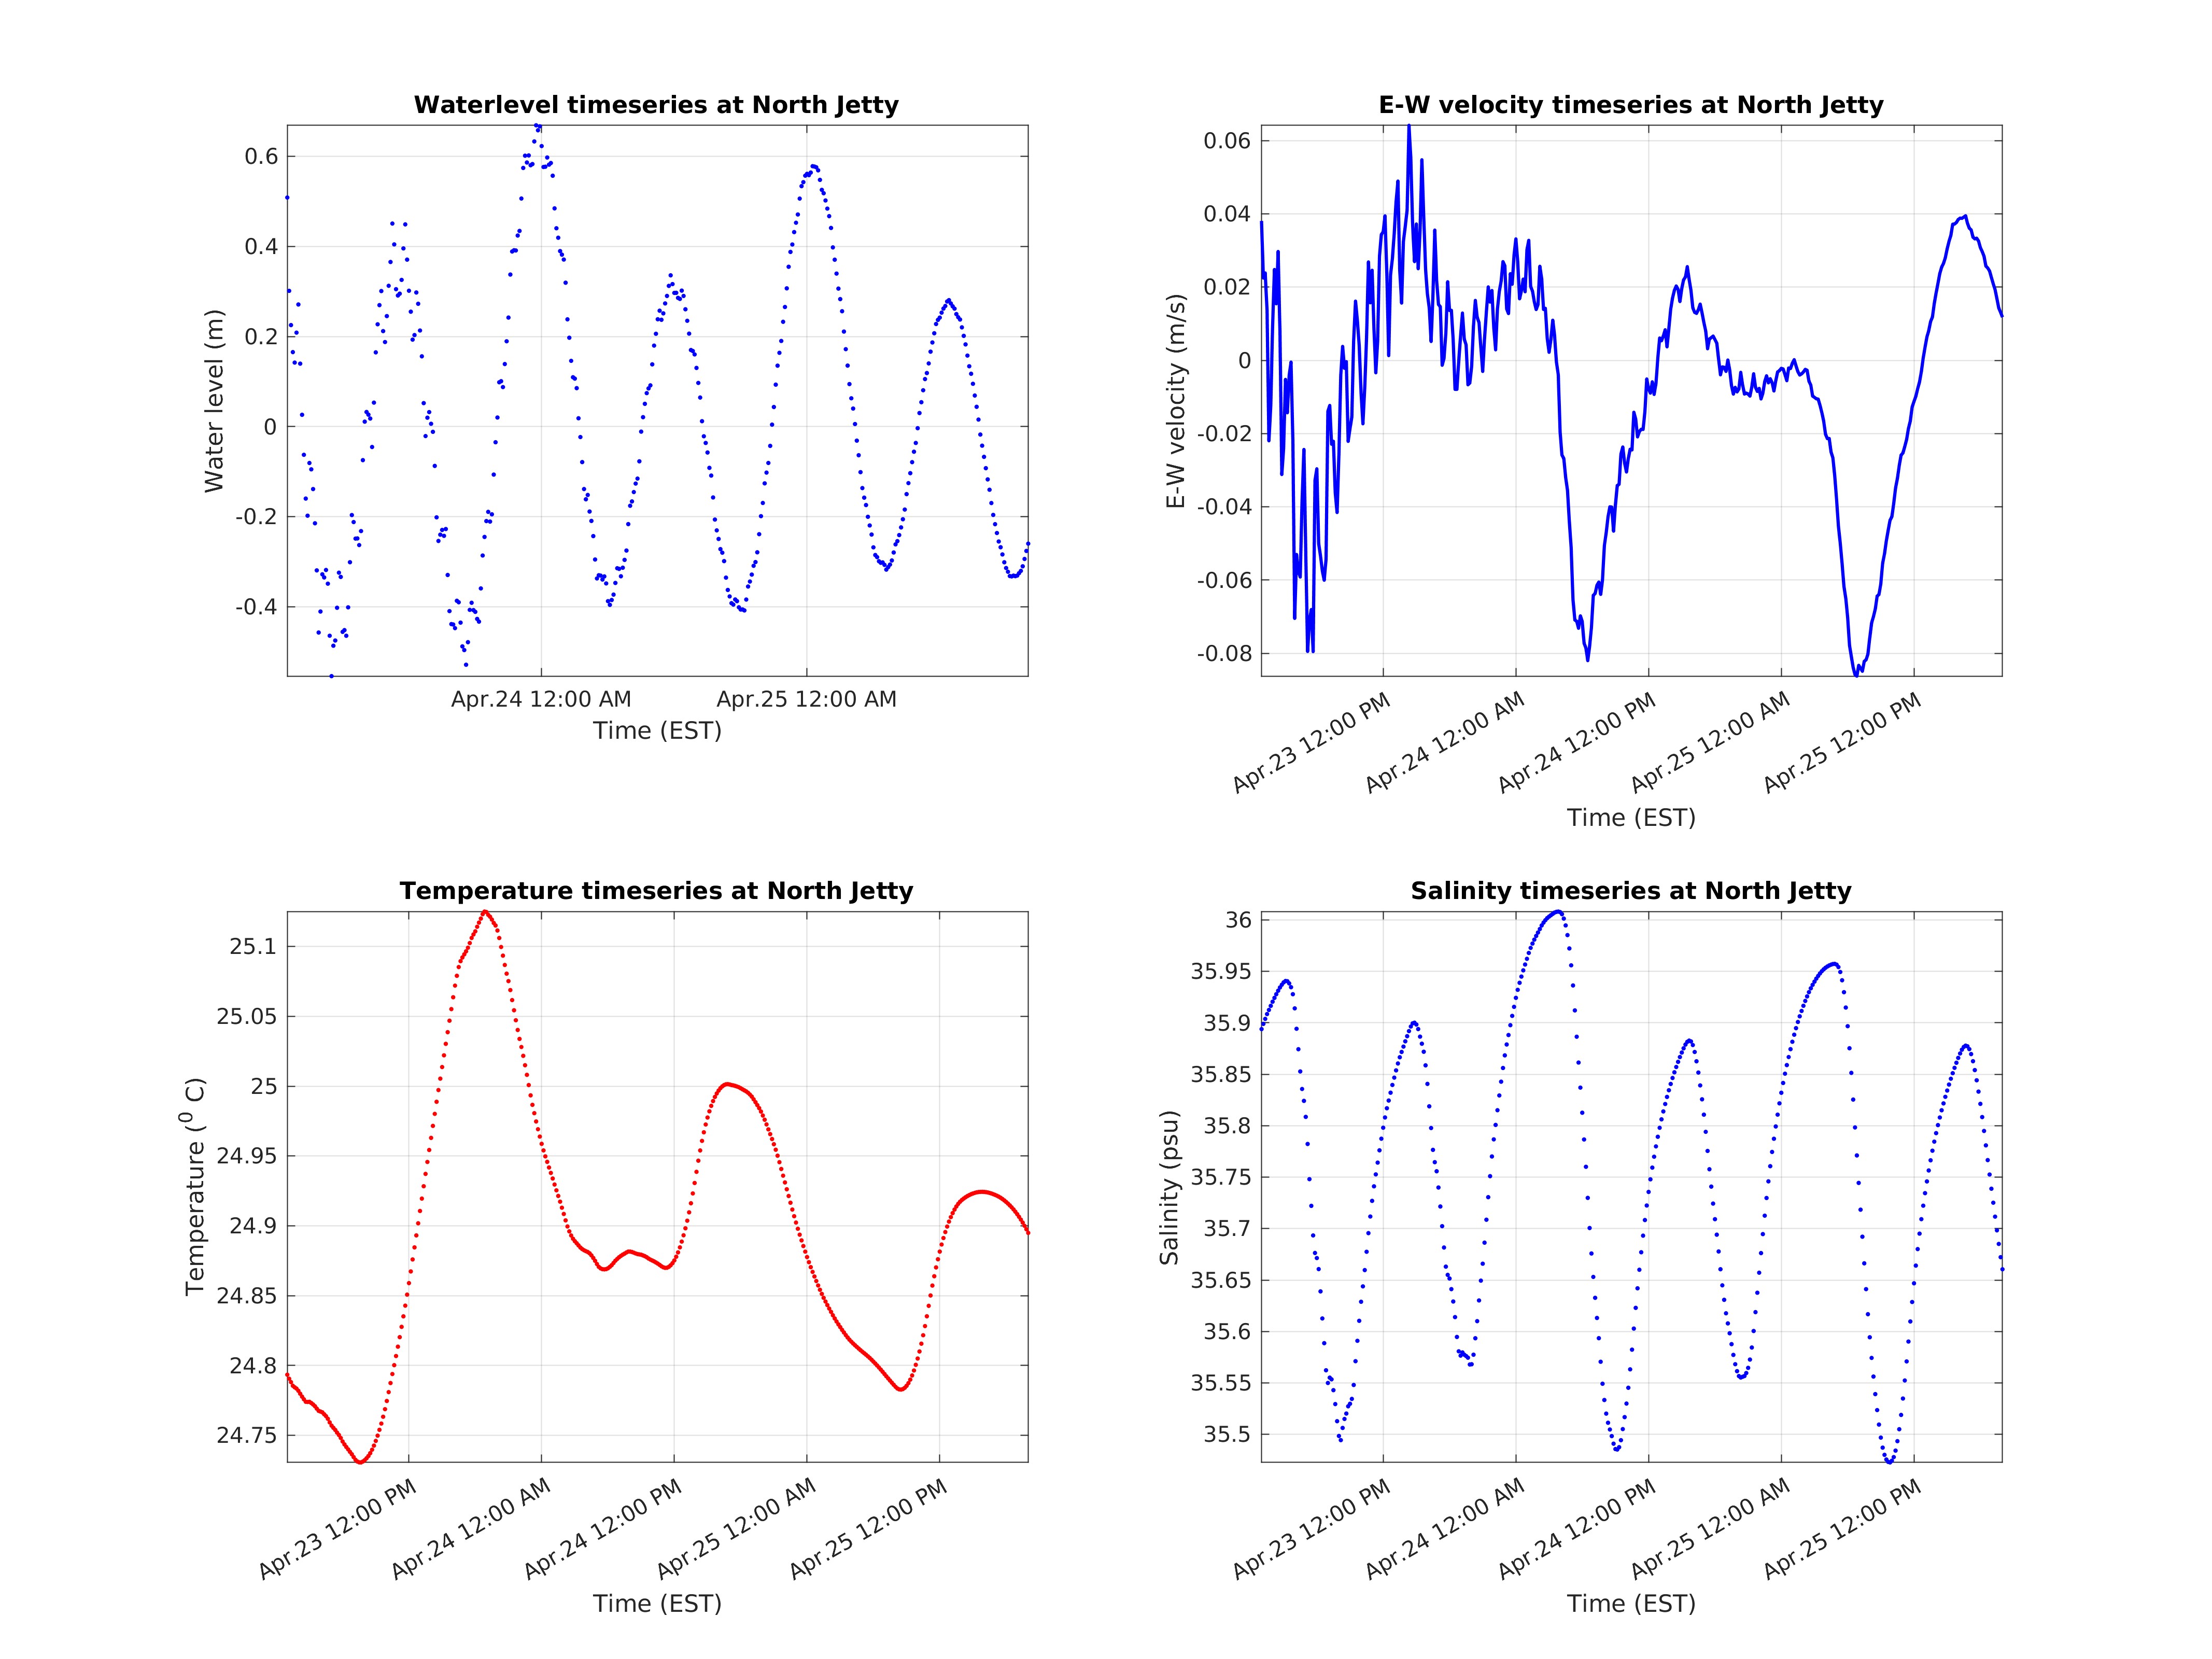 Waterlevel timeseries at North Jetty
0.6
0.4
0.2
0
-0.2
-0.4
Water level (m)
Apr.24 12:00 AM
Apr.25 12:00 AM
Time (EST)
E-W velocity timeseries at North Jetty
0.06
0.04
0.02
0
-0.02
-0.04
-0.06
-0.08
E-W velocity (m/s)
Apr.23 12:00 PM
Apr.24 12:00 AM
Apr.24 12:00 PM
Apr.25 12:00 AM
Apr.25 12:00 PM
Time (EST)
Temperature timeseries at North Jetty
25.1
25.05
25
24.95
24.9
24.85
24.8
24.75
Temperature (⁰ C)
Apr.23 12:00 PM
Apr.24 12:00 AM
Apr.24 12:00 PM
Apr.25 12:00 AM
Apr.25 12:00 PM
Time (EST)
Salinity timeseries at North Jetty
36
35.95
35.9
35.85
35.8
35.75
35.7
35.65
35.6
35.55
35.5
Salinity (psu)
Apr.23 12:00 PM
Apr.24 12:00 AM
Apr.24 12:00 PM
Apr.25 12:00 AM
Apr.25 12:00 PM
Time (EST)